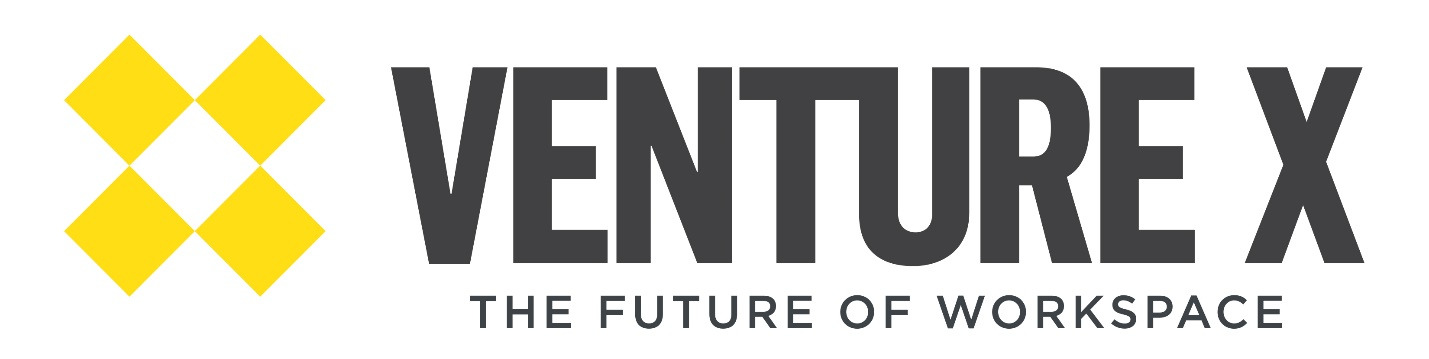 VENTURE X
THE FUTURE OF WORKSPACE